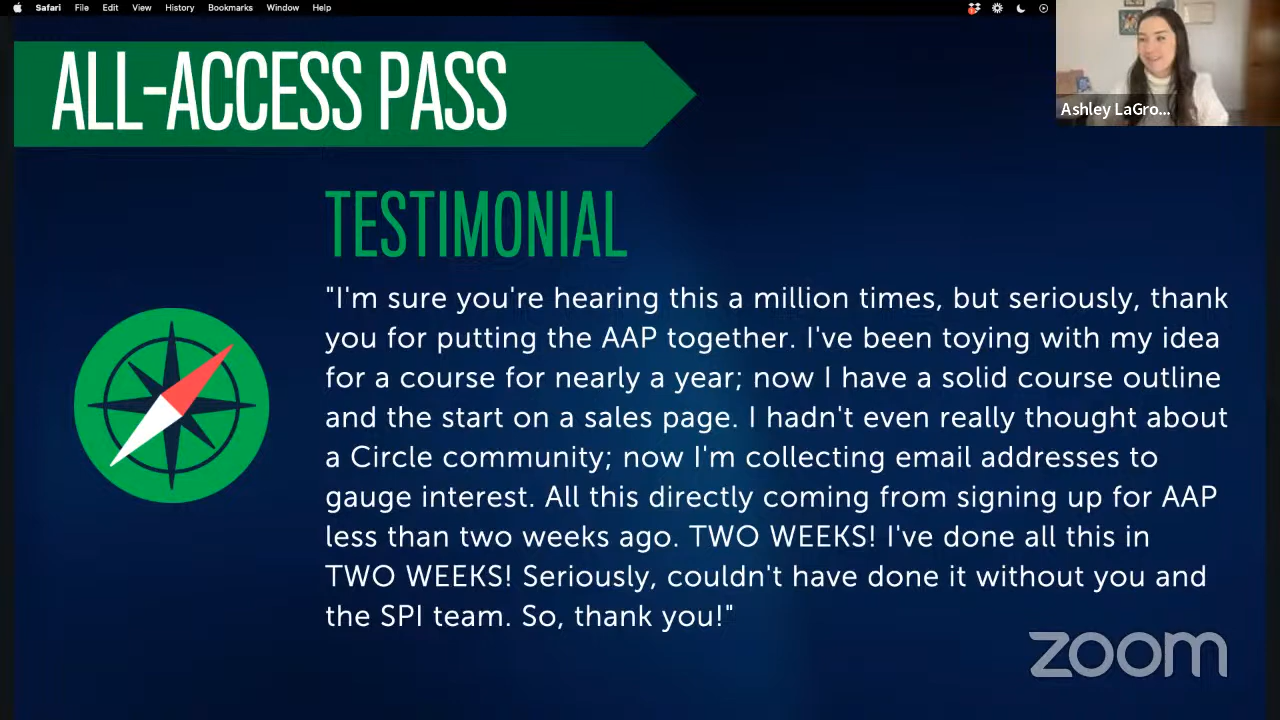 Safari File Edit View History Bookmarks Window Help
ALL-ACCESS PASS
Ashley LaGro...
TESTIMONIAL
"I'm sure you're hearing this a million times, but seriously, thank
you for putting the AAP together. I've been toying with my idea
for a course for nearly a year; now I have a solid course outline
and the start on a sales page. I hadn't even really thought about
a Circle community; now I'm collecting email addresses to
gauge interest. All this directly coming from signing up for AAP
less than two weeks ago. TWO WEEKS! I've done all this in
TWO WEEKS! Seriously, couldn't have done it without you and
the SPI team. So, thank you!"
zoom